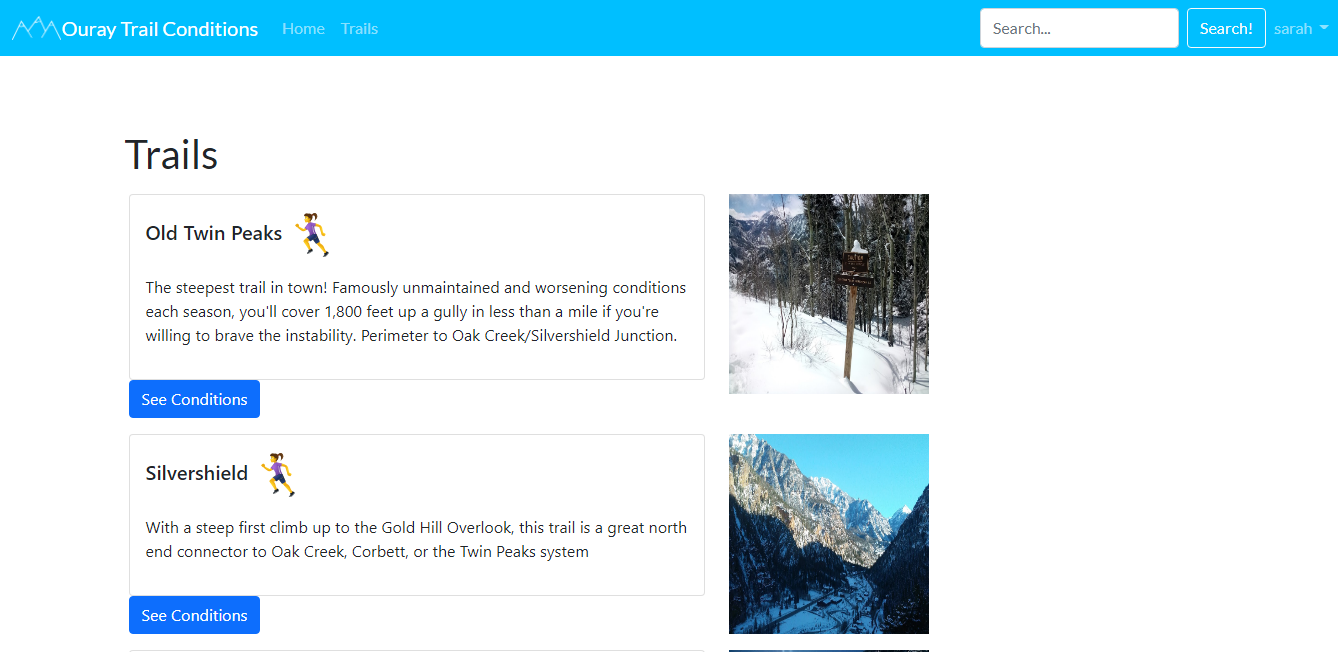 Ouray Trail Conditions Home Trails Search... Search! sarah
Trails
Old Twin Peaks
The steepest trail in town! Famously unmaintained and worsening conditions
each season, you'll cover 1,800 feet up a gully in less than a mile if you're
willing to brave the instability. Perimeter to Oak Creek/Silvershield Junction.
See Conditions
Silvershield
With a steep first climb up to the Gold Hill Overlook, this trail is a great north
end connector to Oak Creek, Corbett, or the Twin Peaks system
See Conditions